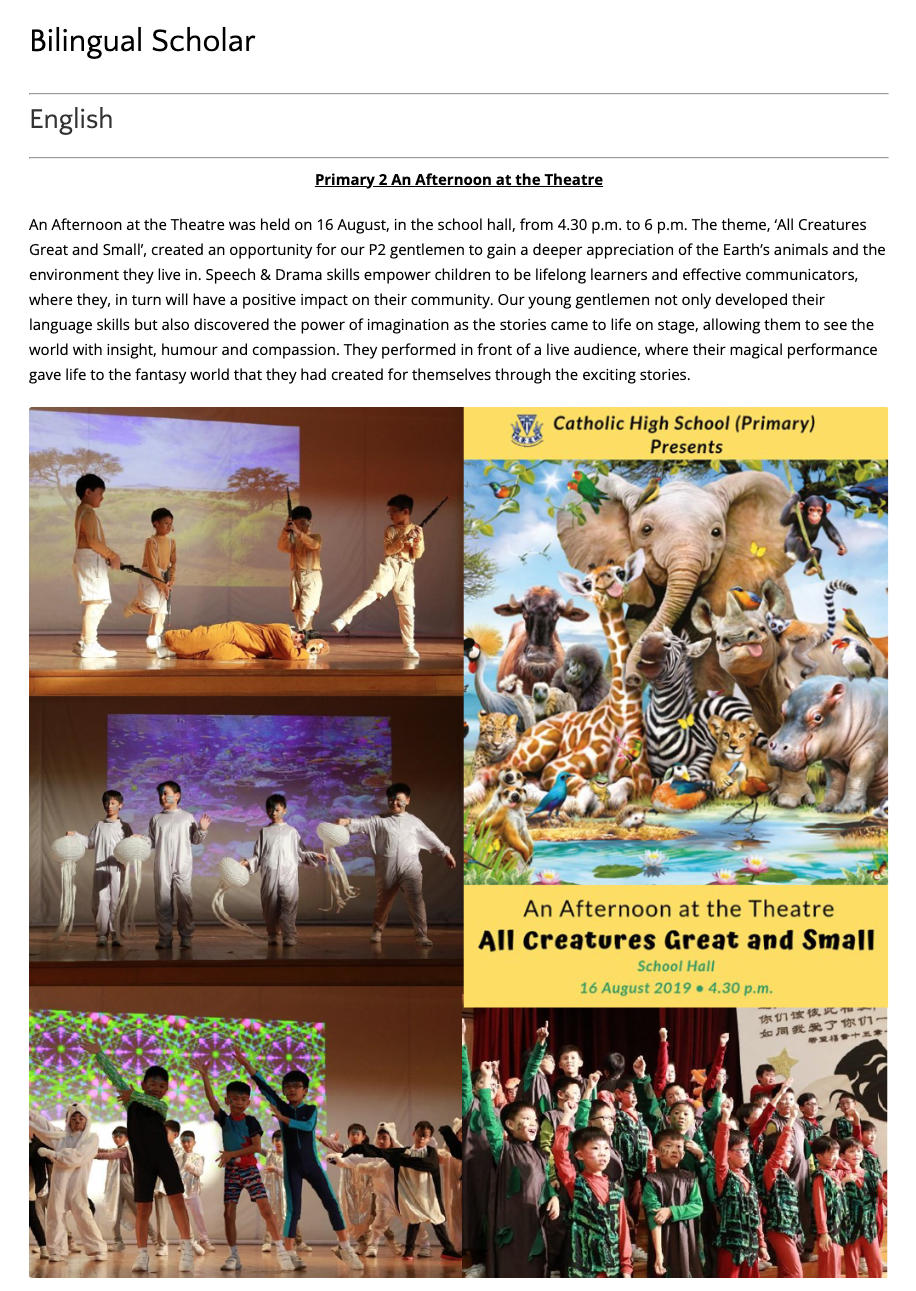 Bilingual Scholar
English
Primary 2 An Afternoon at the Theatre
An Afternoon at the Theatre was held on 16 August, in the school hall, from 4.30 p.m. to 6 p.m. The theme, ‘All Creatures
Great and Small’, created an opportunity for our P2 gentlemen to gain a deeper appreciation of the Earth’s animals and the
environment they live in. Speech & Drama skills empower children to be lifelong learners and effective communicators,
where they, in turn will have a positive impact on their community. Our young gentlemen not only developed their
language skills but also discovered the power of imagination as the stories came to life on stage, allowing them to see the
world with insight, humour and compassion. They performed in front of a live audience, where their magical performance
gave life to the fantasy world that they had created for themselves through the exciting stories.
Catholic High School (Primary)
Presents
An Afternoon at the Theatre
All Creatures Great and Small
School Hall
16 August 2019 • 4.30 p.m.
你们该彼此相爱
如同我爱了你们一